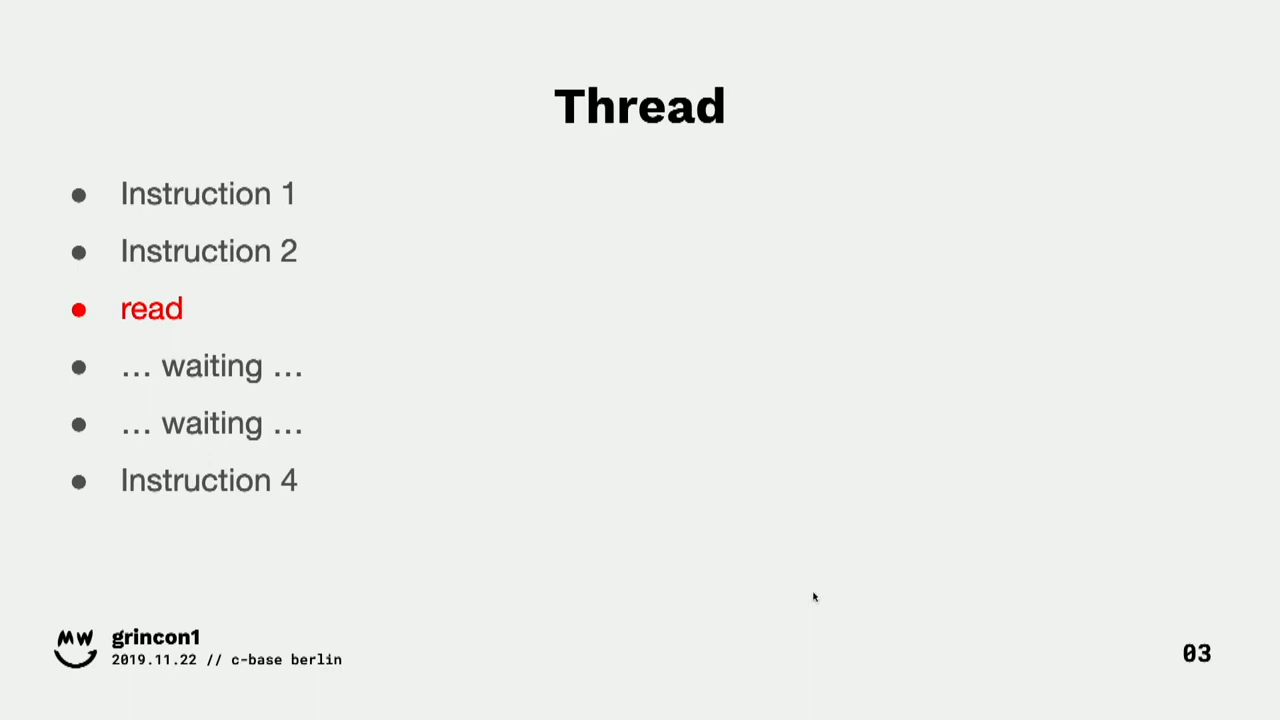 Thread
● Instruction 1
● Instruction 2
● read
● … waiting …
● … waiting …
● Instruction 4
MW
grincon1
2019.11.22 // c-base berlin
03